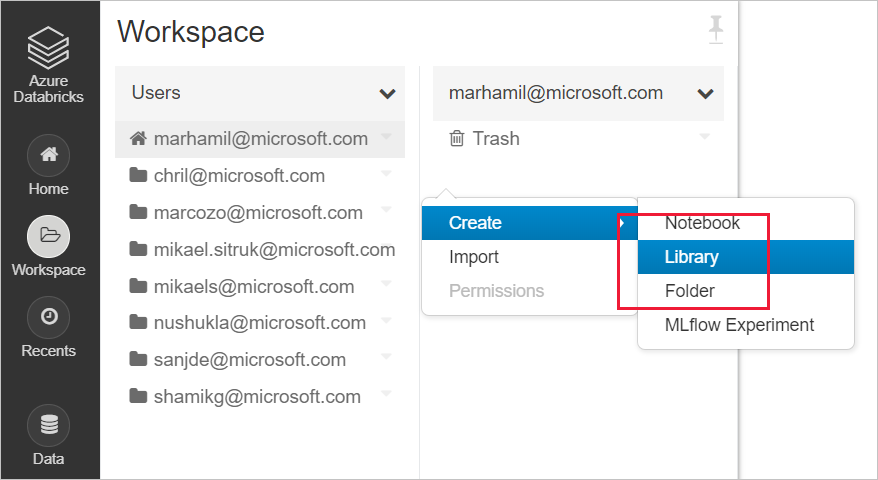 Azure
Databricks
Home
Workspace
Recents
Data
Workspace
Users
marhamil@microsoft.com
chril@microsoft.com
marcozo@microsoft.com
mikael.sitruk@microsoft.com
mikaels@microsoft.com
nushukla@microsoft.com
sanjde@microsoft.com
shamikg@microsoft.com
marhamil@microsoft.com
Trash
Create
Import
Permissions
Notebook
Library
Folder
MLflow Experiment